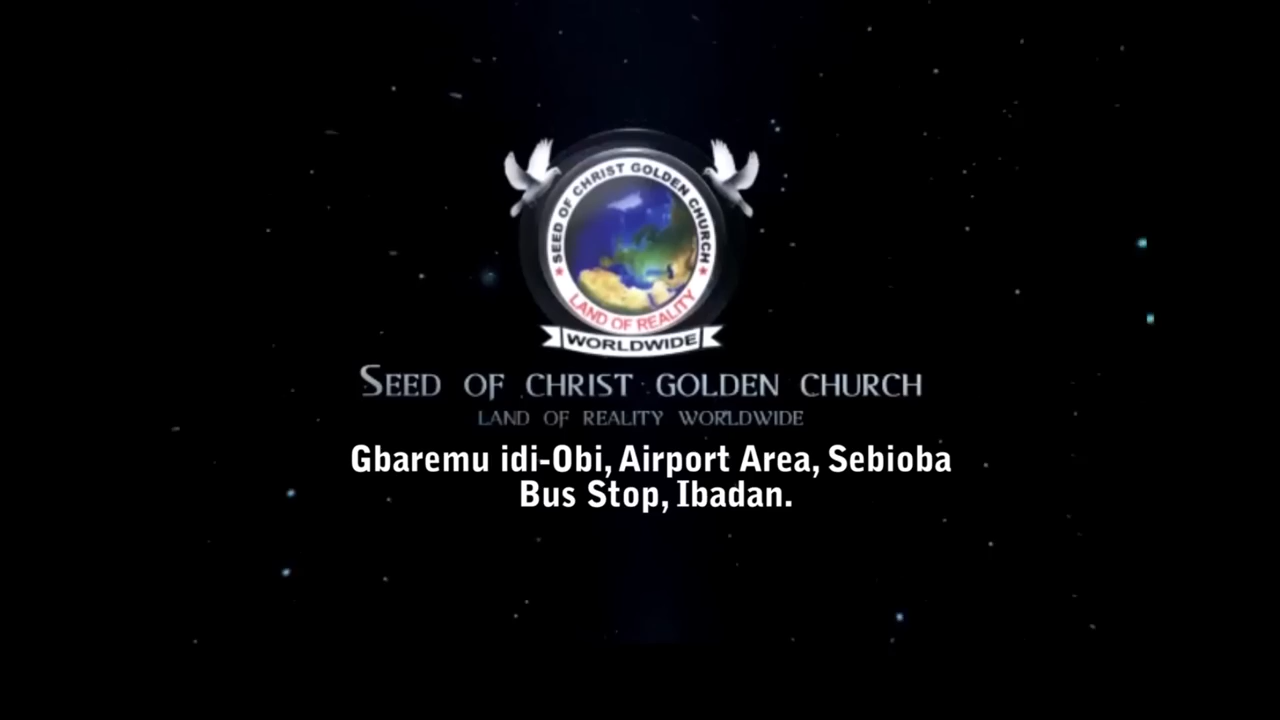 SEED OF CHRIST GOLDEN CHURCH
LAND OF REALITY
WORLDWIDE
SEED OF CHRIST GOLDEN CHURCH
LAND OF REALITY WORLDWIDE
Gbaremu idi-Obi, Airport Area, Sebioba
Bus Stop, Ibadan.